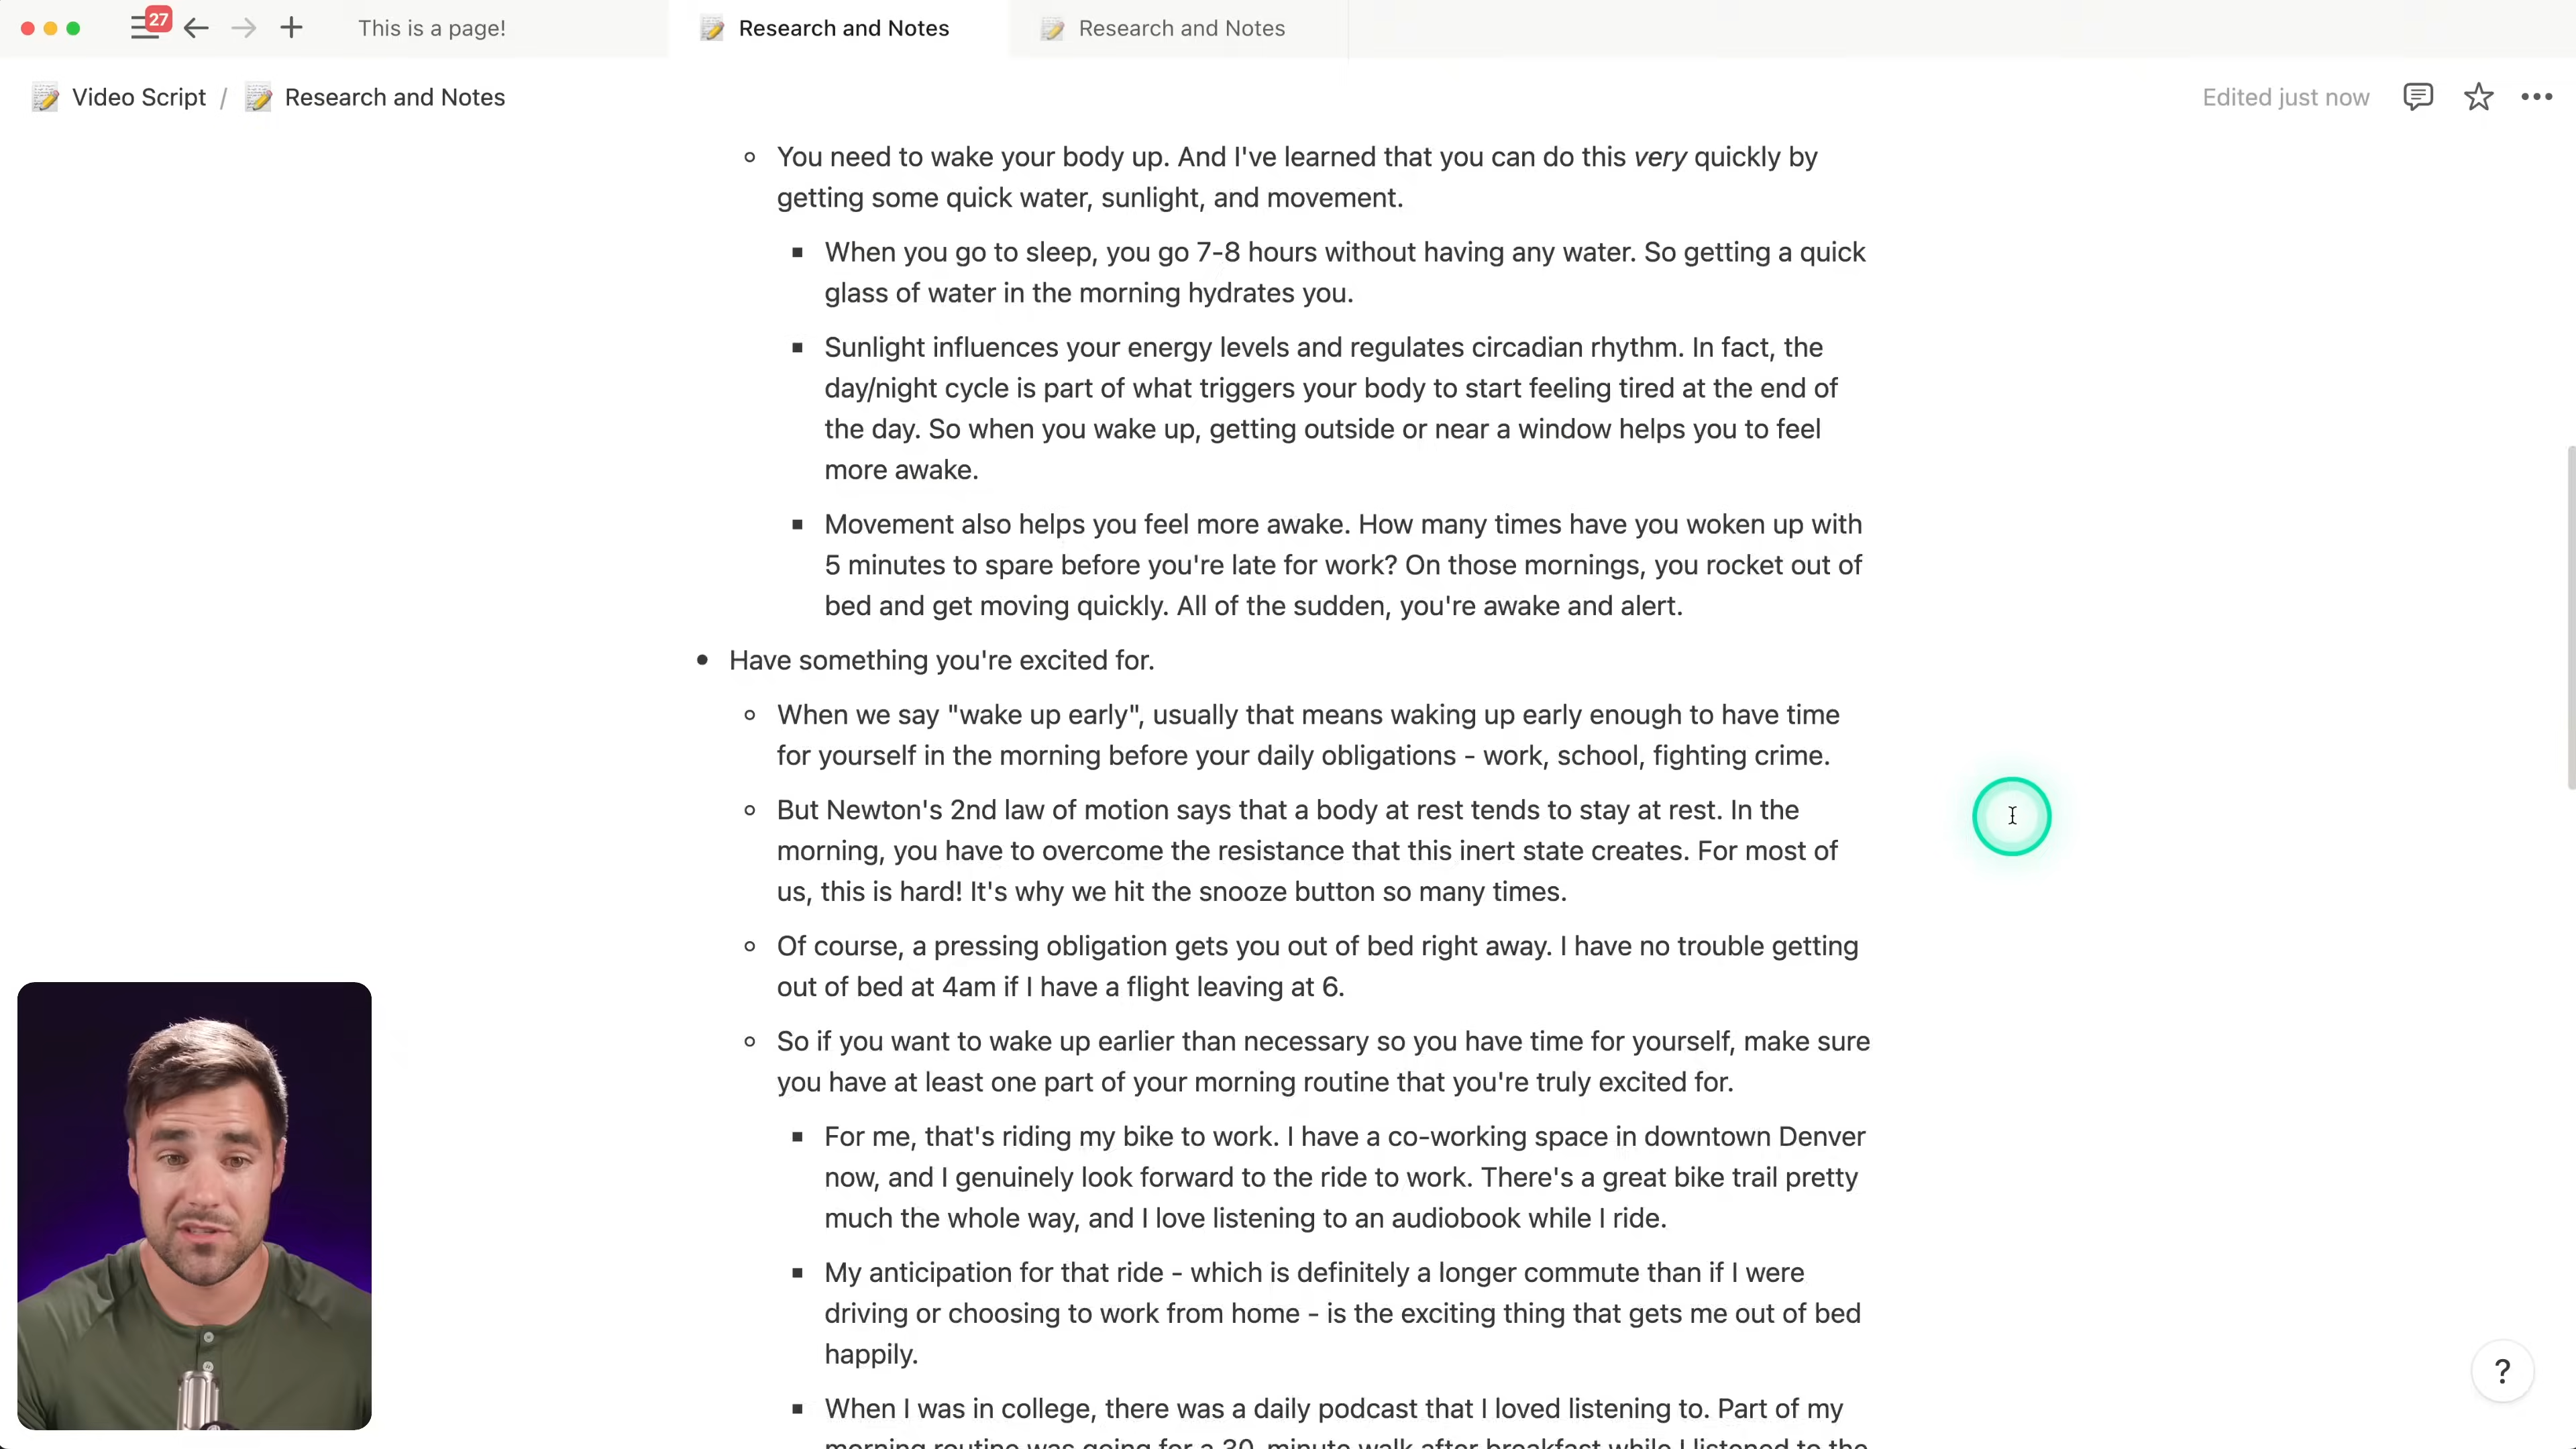 27
This is a page!
Research and Notes
Research and Notes
Video Script / Research and Notes
Edited just now
You need to wake your body up. And I've learned that you can do this very quickly by
getting some quick water, sunlight, and movement.
When you go to sleep, you go 7-8 hours without having any water. So getting a quick
glass of water in the morning hydrates you.
Sunlight influences your energy levels and regulates circadian rhythm. In fact, the
day/night cycle is part of what triggers your body to start feeling tired at the end of
the day. So when you wake up, getting outside or near a window helps you to feel
more awake.
Movement also helps you feel more awake. How many times have you woken up with
5 minutes to spare before you're late for work? On those mornings, you rocket out of
bed and get moving quickly. All of the sudden, you're awake and alert.
Have something you're excited for.
When we say "wake up early", usually that means waking up early enough to have time
for yourself in the morning before your daily obligations - work, school, fighting crime.
But Newton's 2nd law of motion says that a body at rest tends to stay at rest. In the
morning, you have to overcome the resistance that this inert state creates. For most of
us, this is hard! It's why we hit the snooze button so many times.
Of course, a pressing obligation gets you out of bed right away. I have no trouble getting
out of bed at 4am if I have a flight leaving at 6.
So if you want to wake up earlier than necessary so you have time for yourself, make sure
you have at least one part of your morning routine that you're truly excited for.
For me, that's riding my bike to work. I have a co-working space in downtown Denver
now, and I genuinely look forward to the ride to work. There's a great bike trail pretty
much the whole way, and I love listening to an audiobook while I ride.
My anticipation for that ride - which is definitely a longer commute than if I were
driving or choosing to work from home - is the exciting thing that gets me out of bed
happily.
When I was in college, there was a daily podcast that I loved listening to. Part of my
morning routine was going for a 30-minute walk after breakfast while I listened to the
?